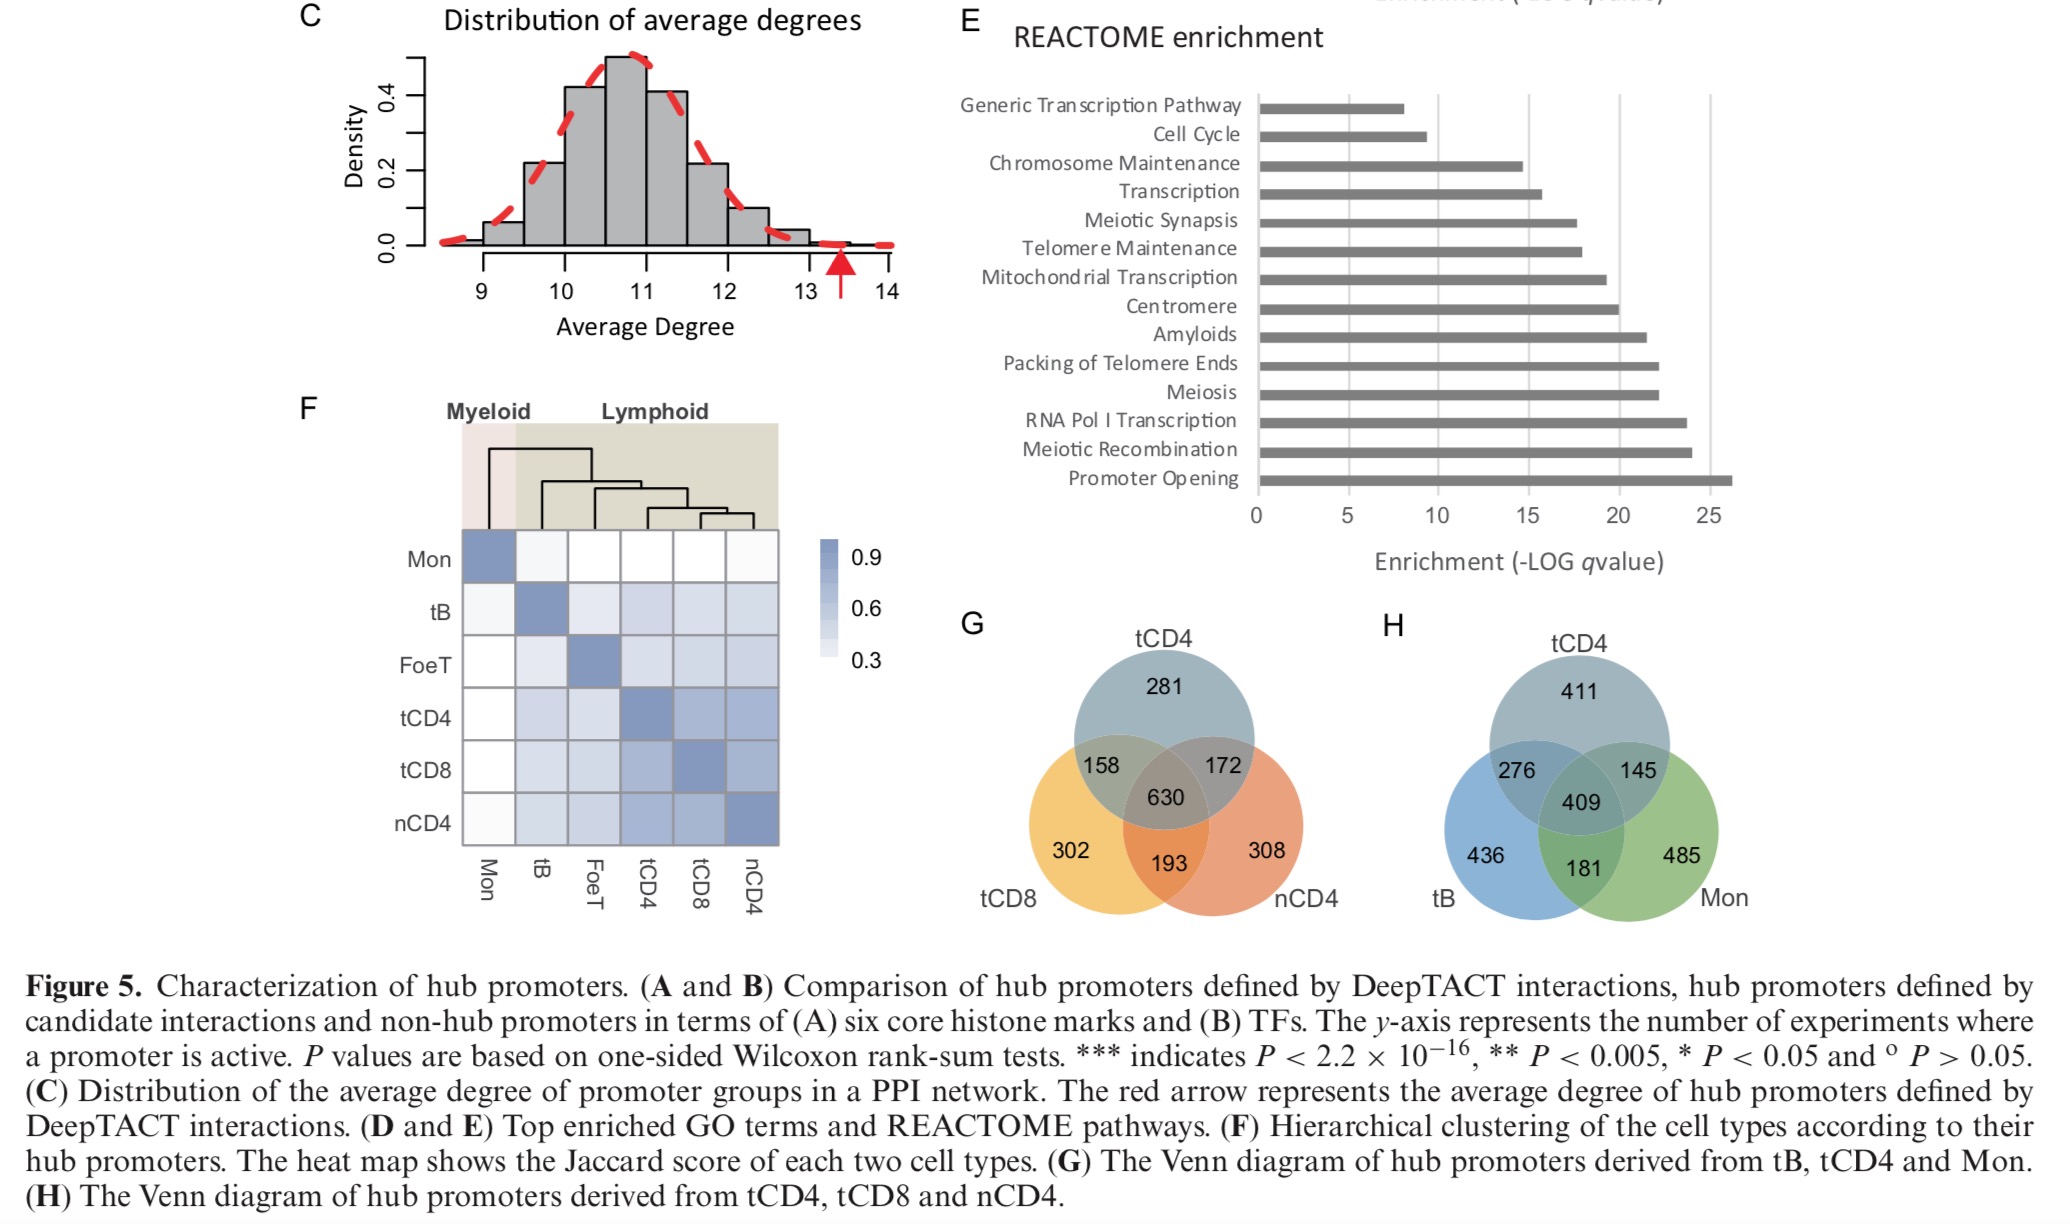 Enrichment (-LOG qvalue)
C
Distribution of average degrees
Density
0.4
0.2
0.0
9 10 11 12 13 14
Average Degree
E
REACTOME enrichment
Generic Transcription Pathway
Cell Cycle
Chromosome Maintenance
Transcription
Meiotic Synapsis
Telomere Maintenance
Mitochondrial Transcription
Centromere
Amyloids
Packing of Telomere Ends
Meiosis
RNA Pol I Transcription
Meiotic Recombination
Promoter Opening
0 5 10 15 20 25
Enrichment (-LOG qvalue)
F
Myeloid Lymphoid
Mon
tB
FoeT
tCD4
tCD8
nCD4
Mon tB FoeT tCD4 tCD8 nCD4
0.9
0.6
0.3
G
tCD4
281
158 172
630
302 193 308
tCD8 nCD4
H
tCD4
411
276 145
409
436 181 485
tB Mon
Figure 5. Characterization of hub promoters. (A and B) Comparison of hub promoters defined by DeepTACT interactions, hub promoters defined by
candidate interactions and non-hub promoters in terms of (A) six core histone marks and (B) TFs. The y-axis represents the number of experiments where
a promoter is active. P values are based on one-sided Wilcoxon rank-sum tests. *** indicates P < 2.2 × 10⁻¹⁶, ** P < 0.005, * P < 0.05 and ᵒ P > 0.05.
(C) Distribution of the average degree of promoter groups in a PPI network. The red arrow represents the average degree of hub promoters defined by
DeepTACT interactions. (D and E) Top enriched GO terms and REACTOME pathways. (F) Hierarchical clustering of the cell types according to their
hub promoters. The heat map shows the Jaccard score of each two cell types. (G) The Venn diagram of hub promoters derived from tB, tCD4 and Mon.
(H) The Venn diagram of hub promoters derived from tCD4, tCD8 and nCD4.